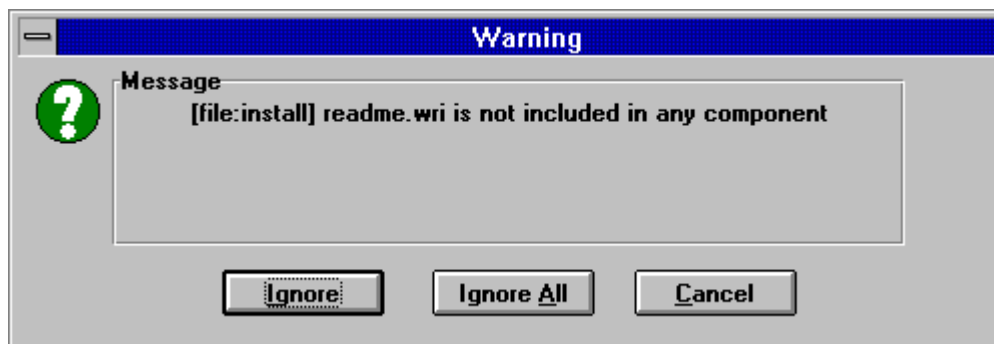 Warning
Message
[file:install] readme.wri is not included in any component
Ignore
Ignore All
Cancel